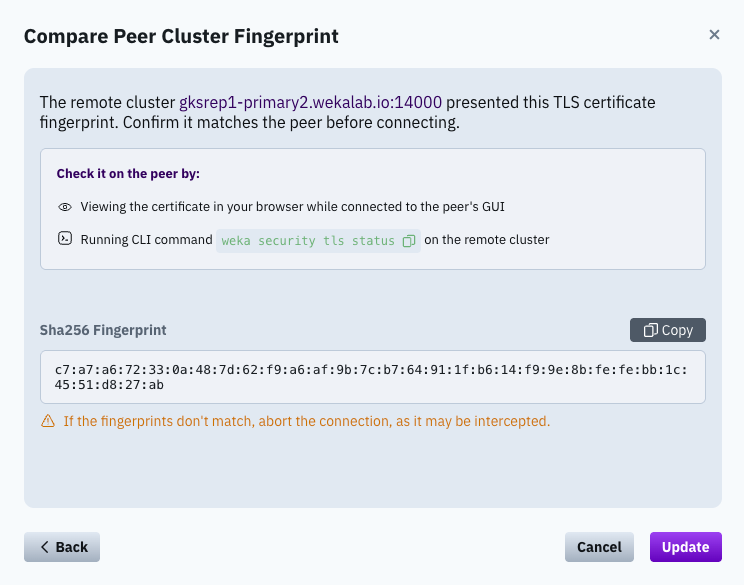 Compare Peer Cluster Fingerprint
The remote cluster gksrep1-primary2.wekalab.io:14000 presented this TLS certificate
fingerprint. Confirm it matches the peer before connecting.
Check it on the peer by:
Viewing the certificate in your browser while connected to the peer's GUI
Running CLI command weka security tls status on the remote cluster
Sha256 Fingerprint
Copy
c7:a7:a6:72:33:0a:48:7d:62:f9:a6:af:9b:7c:b7:64:91:1f:b6:14:f9:9e:8b:fe:fe:bb:1c:
45:51:d8:27:ab
If the fingerprints don't match, abort the connection, as it may be intercepted.
Back
Cancel
Update